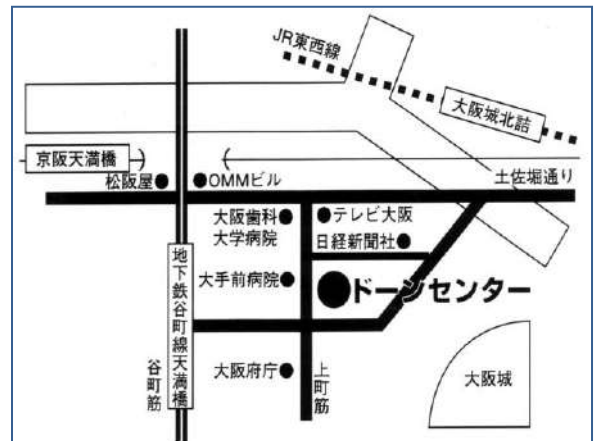 JR東西線
大阪城北詰
京阪天満橋
土佐堀通り
松阪屋●
●OMMビル
大阪歯科●
大学病院
●テレビ大阪
日経新聞社●
大手前病院●
●ドーンセンター
地下鉄谷町線天満橋
谷町筋
大阪府庁●
上町筋
大阪城